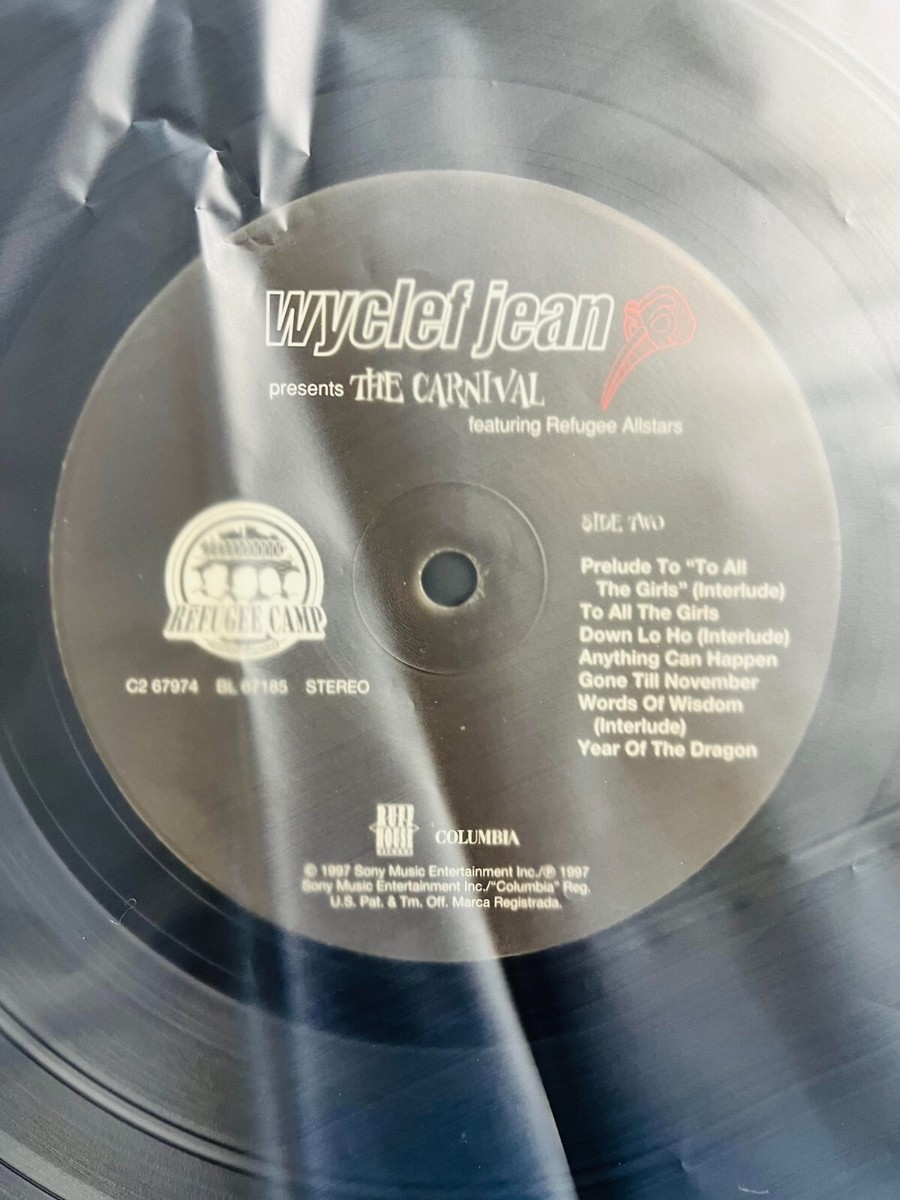 wyclef jean
presents THE CARNIVAL
featuring Refugee Allstars
SIDE TWO
Prelude To "To All
The Girls" (Interlude)
To All The Girls
Down Lo Ho (Interlude)
Anything Can Happen
Gone Till November
Words Of Wisdom
(Interlude)
Year Of The Dragon
REFUGEE CAMP
C2 67974 BL 67185 STEREO
RUFF
HOUSE
COLUMBIA
© 1997 Sony Music Entertainment Inc./℗ 1997
Sony Music Entertainment Inc./"Columbia" Reg.
U.S. Pat. & Tm. Off. Marca Registrada.